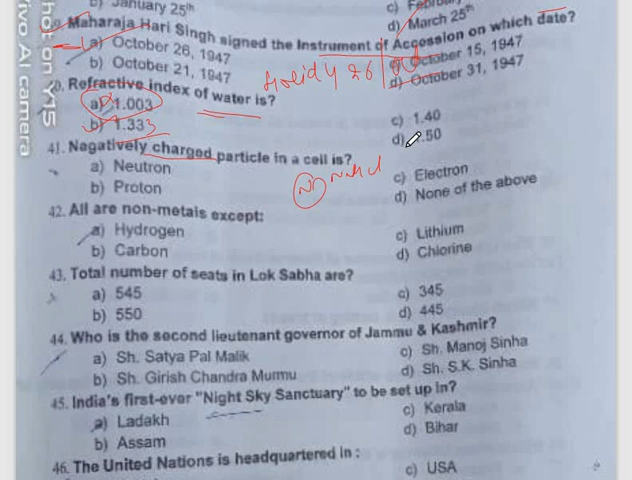 b) January 25th
c) February
d) March 25th
Maharaja Hari Singh signed the Instrument of Accession on which date?
a) October 26, 1947
b) October 21, 1947
c) October 15, 1947
d) October 31, 1947
Holiday 26
Refractive index of water is?
a) 1.003
b) 1.333
c) 1.40
d) 1.50
41. Negatively charged particle in a cell is?
a) Neutron
b) Proton
c) Electron
d) None of the above
42. All are non-metals except:
a) Hydrogen
b) Carbon
c) Lithium
d) Chlorine
43. Total number of seats in Lok Sabha are?
a) 545
b) 550
c) 345
d) 445
44. Who is the second lieutenant governor of Jammu & Kashmir?
a) Sh. Satya Pal Malik
b) Sh. Girish Chandra Murmu
c) Sh. Manoj Sinha
d) Sh. S.K. Sinha
45. India's first-ever "Night Sky Sanctuary" to be set up in?
a) Ladakh
b) Assam
c) Kerala
d) Bihar
46. The United Nations is headquartered in :
c) USA
Shot on Y15
Vivo AI camera